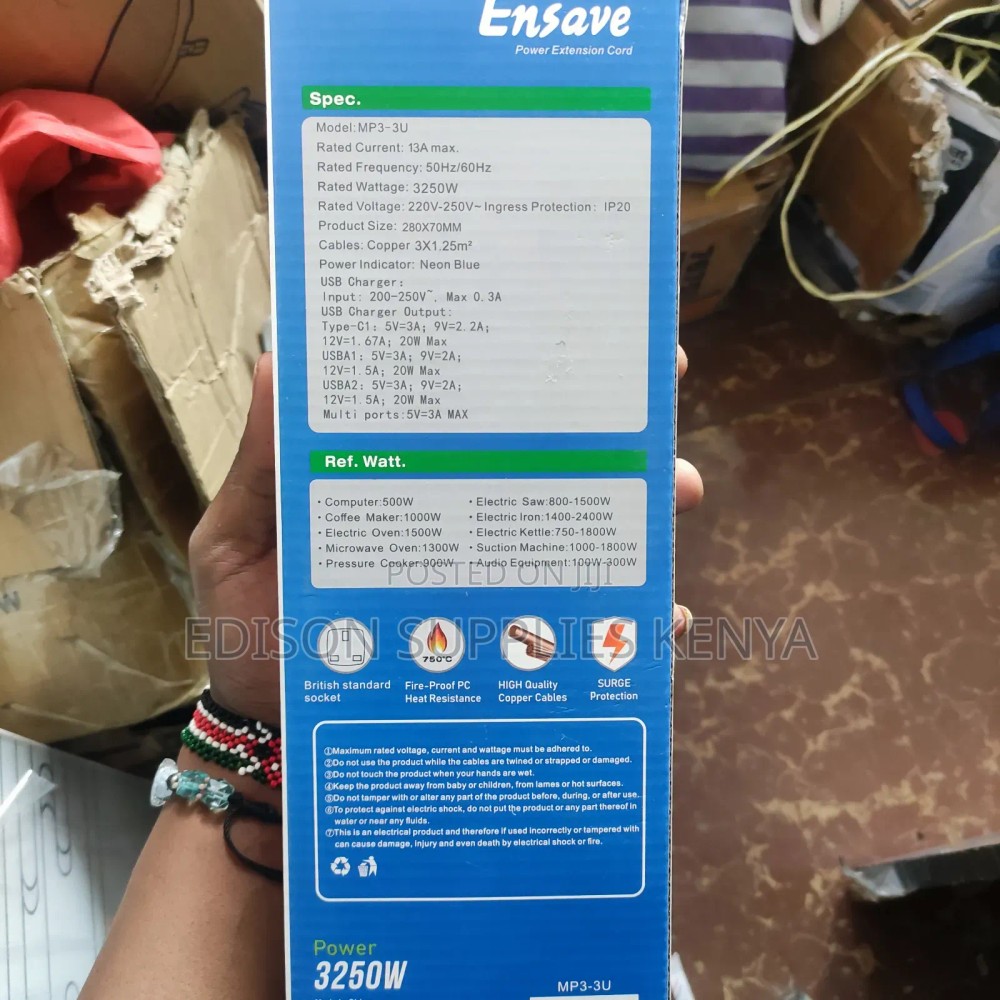 Ensave
Power Extension Cord
Spec.
Model:MP3-3U
Rated Current: 13A max.
Rated Frequency: 50Hz/60Hz
Rated Wattage: 3250W
Rated Voltage: 220V-250V~ Ingress Protection: IP20
Product Size: 280X70MM
Cables: Copper 3X1.25m²
Power Indicator: Neon Blue
USB Charger:
Input: 200-250V~, Max 0.3A
USB Charger Output:
Type-C1: 5V=3A; 9V=2.2A;
12V=1.67A; 20W Max
USBA1: 5V=3A; 9V=2A;
12V=1.5A; 20W Max
USBA2: 5V=3A; 9V=2A;
12V=1.5A; 20W Max
Multi ports:5V=3A MAX
Ref. Watt.
• Computer:500W
• Coffee Maker:1000W
• Electric Oven:1500W
• Microwave Oven:1300W
• Pressure Cooker:900W
• Electric Saw:800-1500W
• Electric Iron:1400-2400W
• Electric Kettle:750-1800W
• Suction Machine:1000-1800W
• Audio Equipment:100W-300W
POSTED ON JIJI
EDISON SUPPLIES KENYA
750°C
British standard
socket
Fire-Proof PC
Heat Resistance
HIGH Quality
Copper Cables
SURGE
Protection
①Maximum rated voltage, current and wattage must be adhered to.
②Do not use the product while the cables are twined or strapped or damaged.
③Do not touch the product when your hands are wet.
④Keep the product away from baby or children, from lames or hot surfaces.
⑤Do not tamper with or alter any part of the product before, during, or after use.
⑥To protect against electric shock, do not put the product or any part thereof in
water or near any fluids.
⑦This is an electrical product and therefore if used incorrectly or tampered with
can cause damage, injury and even death by electrical shock or fire.
Power
3250W
MP3-3U